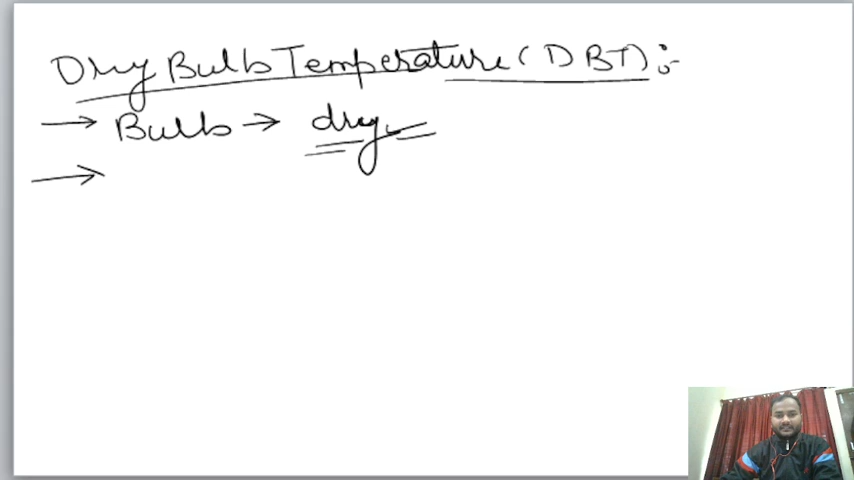 Dry Bulb Temperature (DBT):-
→ Bulb → dry
→